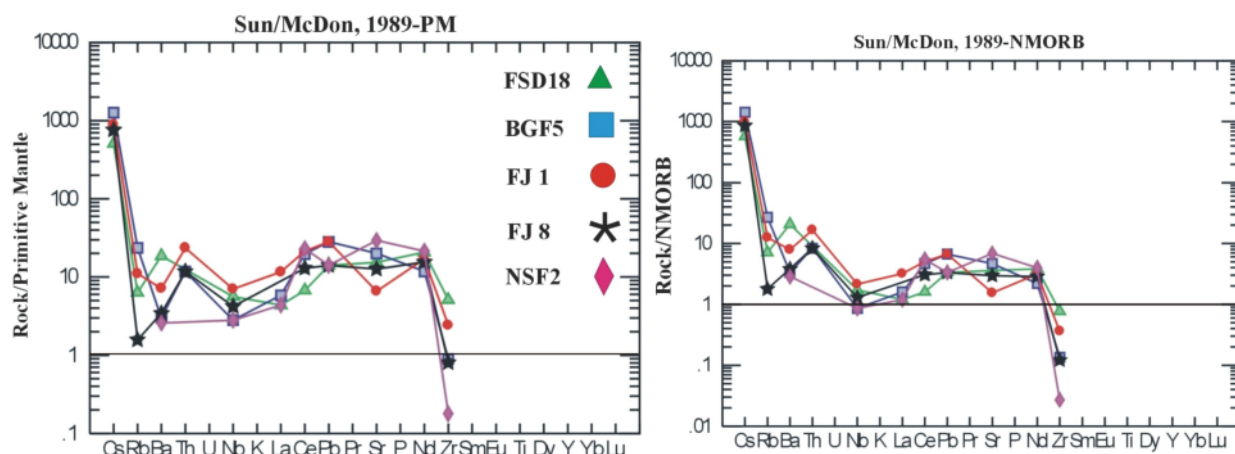 Sun/McDon, 1989-PM
10000
1000
100
10
1
.1
Rock/Primitive Mantle
FSD18
BGF5
FJ 1
FJ 8
NSF2
Cs Rb Ba Th U Nb K La Ce Pb Pr Sr P Nd Zr Sm Eu Ti Dy Y Yb Lu
Sun/McDon, 1989-NMORB
10000
1000
100
10
1
.1
.01
Rock/NMORB
Cs Rb Ba Th U Nb K La Ce Pb Pr Sr P Nd Zr Sm Eu Ti Dy Y Yb Lu